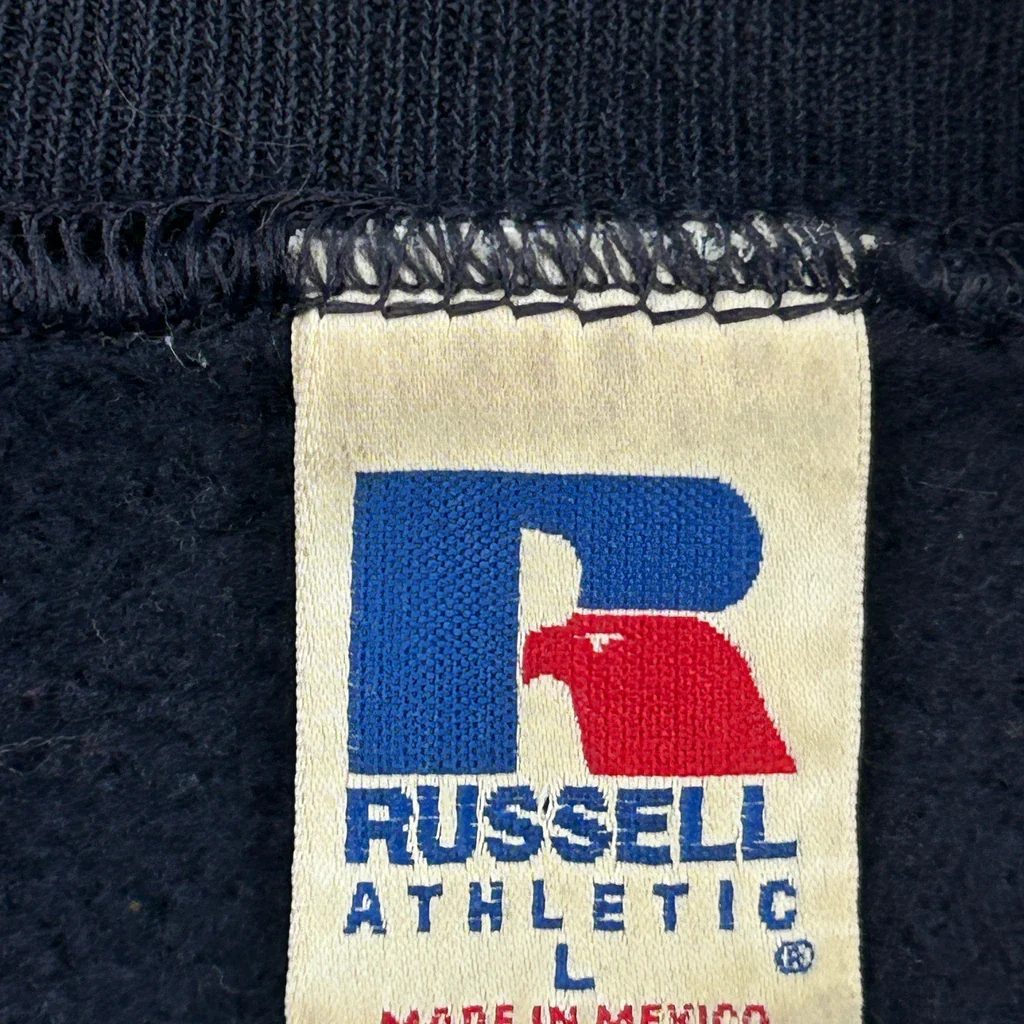 R
RUSSELL
ATHLETIC
®
L
MADE IN MEXICO